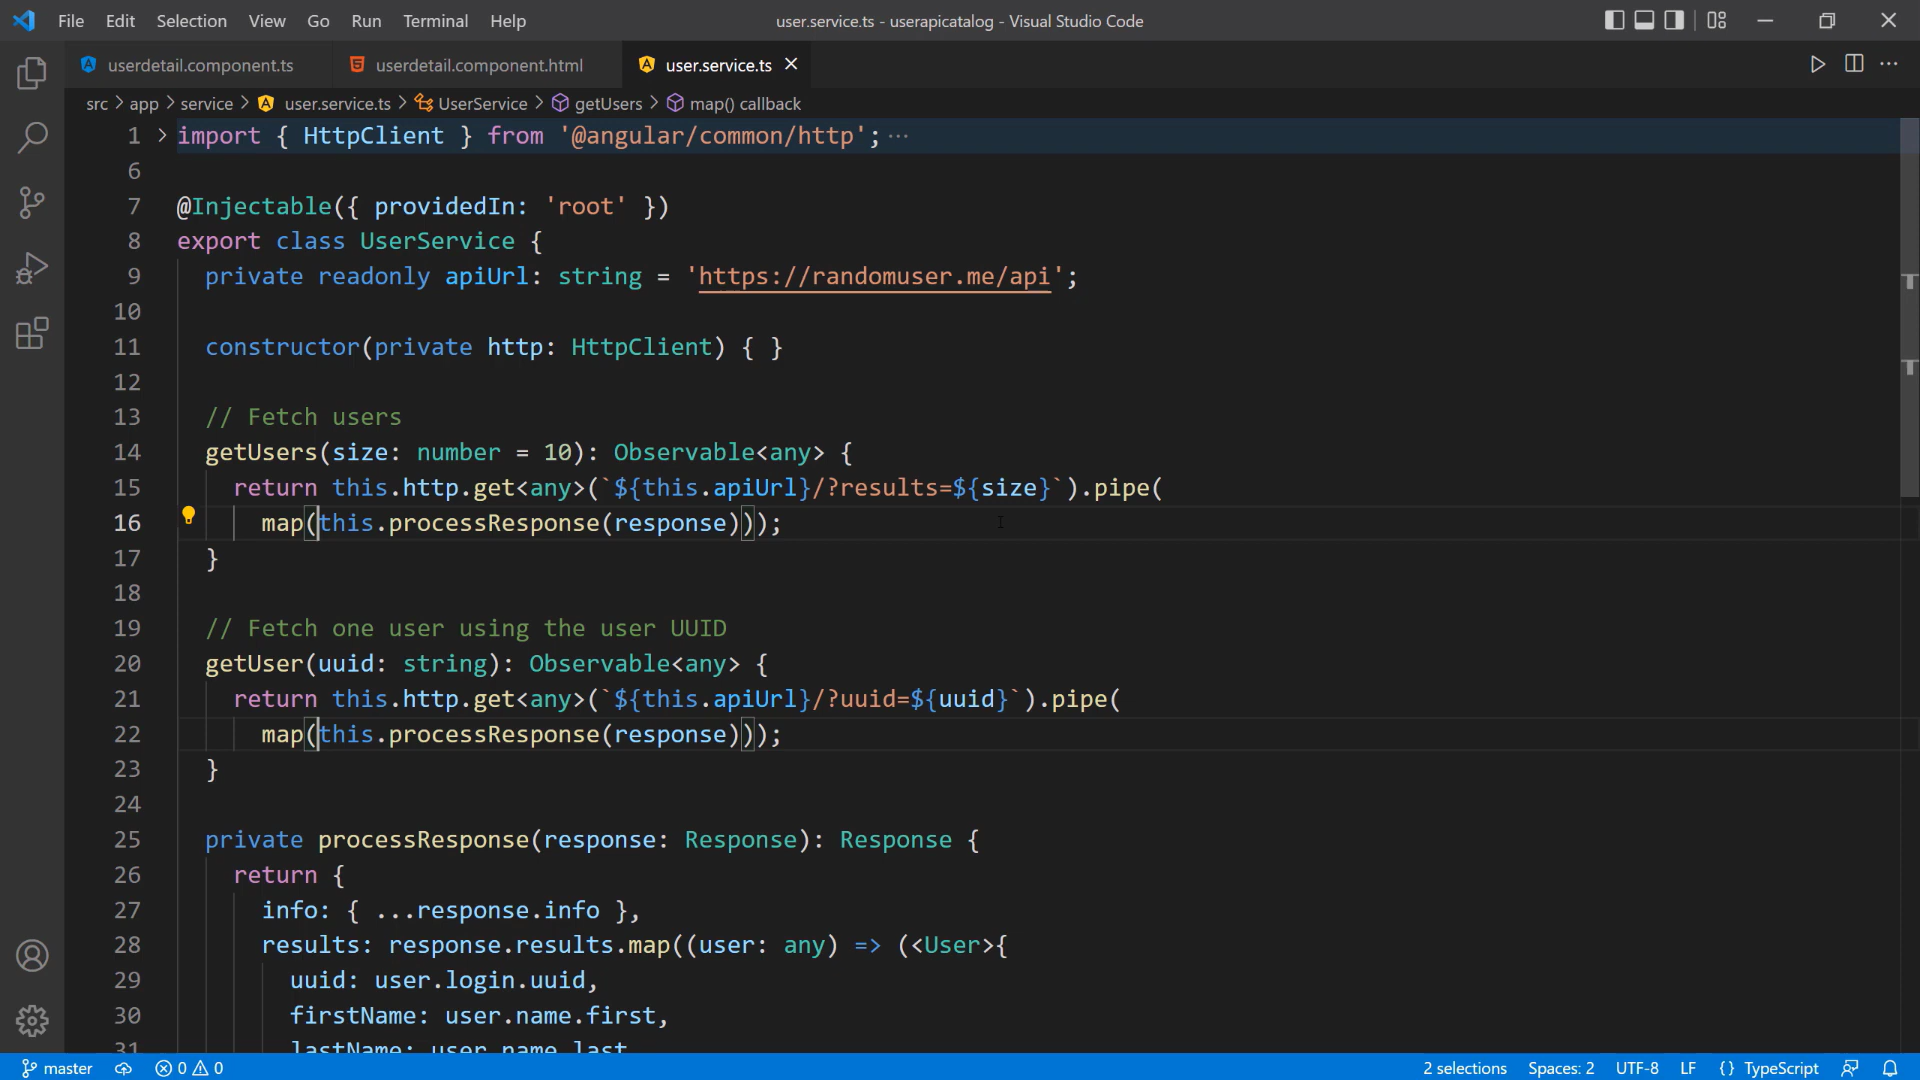 File Edit Selection View Go Run Terminal Help user.service.ts - userapicatalog - Visual Studio Code
userdetail.component.ts userdetail.component.html user.service.ts
src > app > service > user.service.ts > UserService > getUsers > map() callback
1 import { HttpClient } from '@angular/common/http'; ···
6
7 @Injectable({ providedIn: 'root' })
8 export class UserService {
9 private readonly apiUrl: string = 'https://randomuser.me/api';
10
11 constructor(private http: HttpClient) { }
12
13 // Fetch users
14 getUsers(size: number = 10): Observable<any> {
15 return this.http.get<any>(`${this.apiUrl}/?results=${size}`).pipe(
16 map(this.processResponse(response)));
17 }
18
19 // Fetch one user using the user UUID
20 getUser(uuid: string): Observable<any> {
21 return this.http.get<any>(`${this.apiUrl}/?uuid=${uuid}`).pipe(
22 map(this.processResponse(response)));
23 }
24
25 private processResponse(response: Response): Response {
26 return {
27 info: { ...response.info },
28 results: response.results.map((user: any) => (<User>{
29 uuid: user.login.uuid,
30 firstName: user.name.first,
31 lastName: user.name.last
master 0 0 2 selections Spaces: 2 UTF-8 LF {} TypeScript